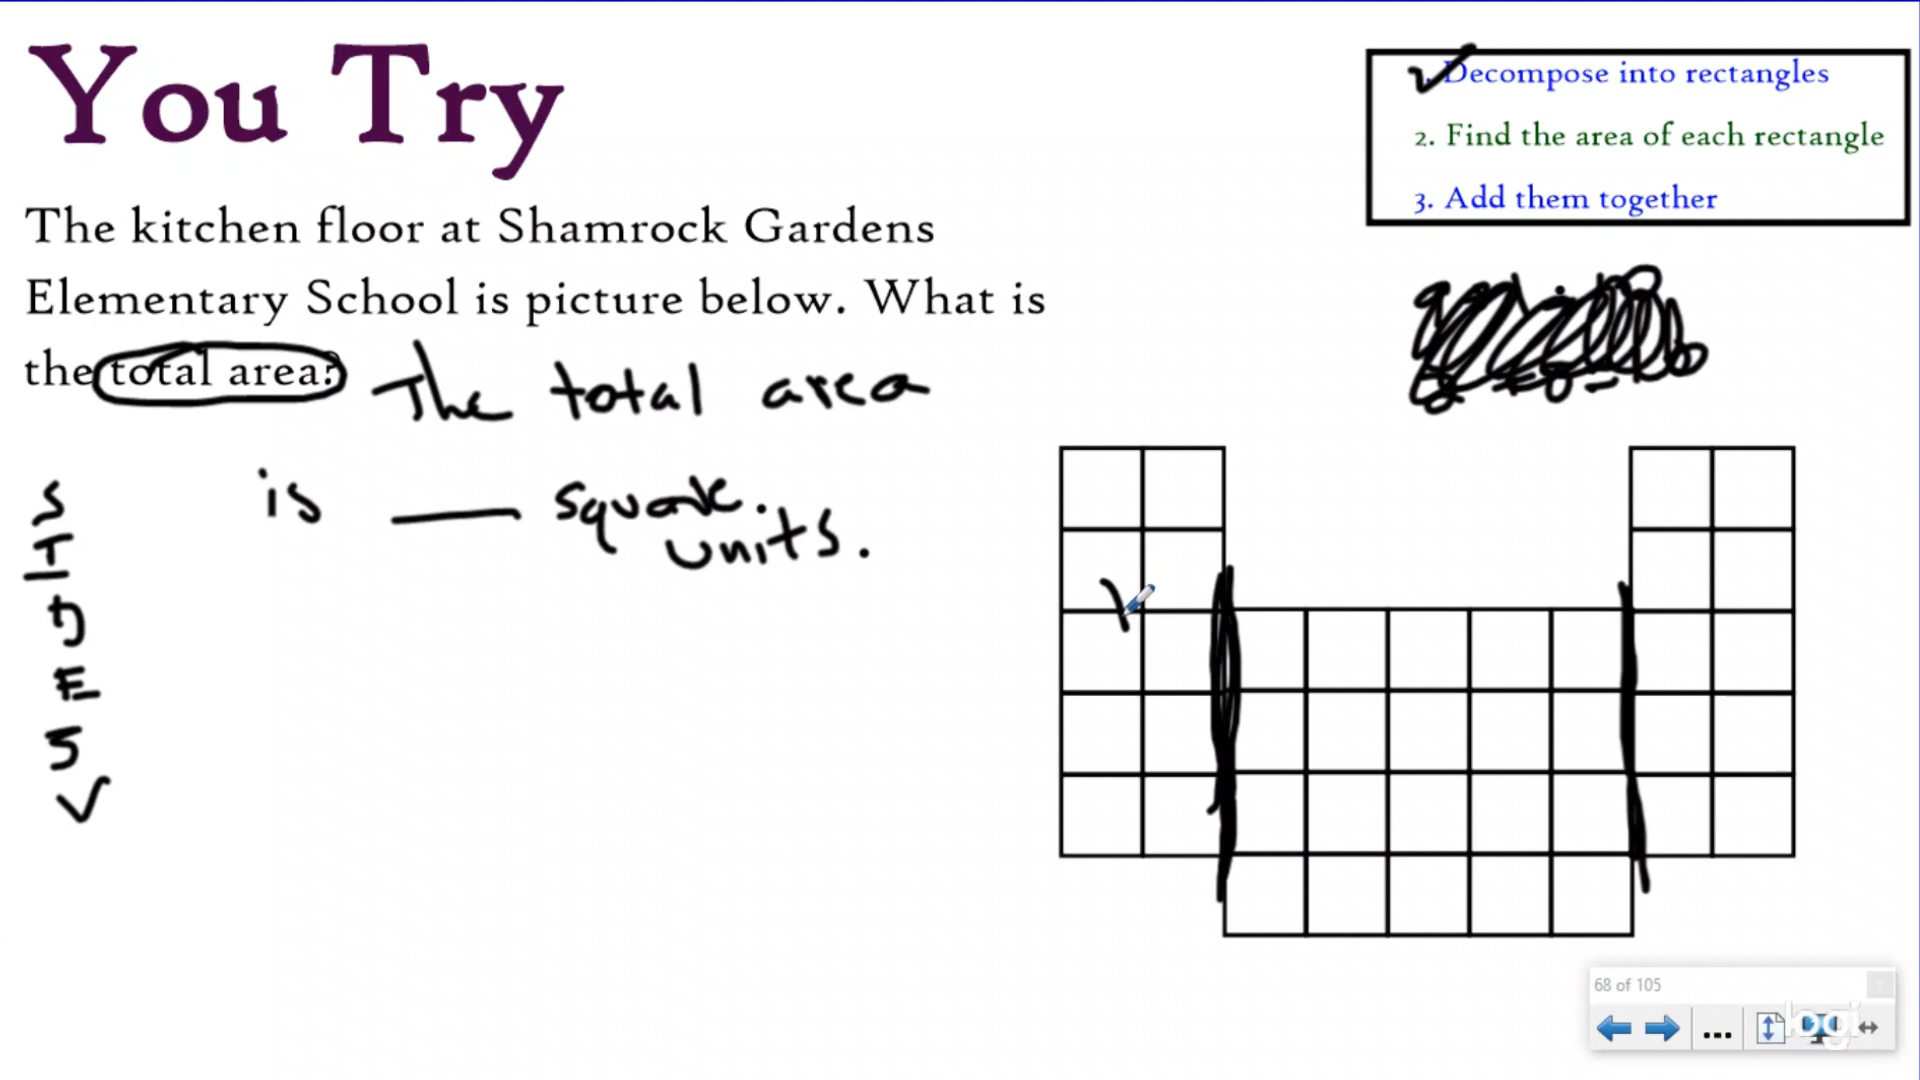 You Try
1. Decompose into rectangles
2. Find the area of each rectangle
3. Add them together
The kitchen floor at Shamrock Gardens
Elementary School is picture below. What is
the total area?
The total area
is ___ square.
units.
S
T
E
S
68 of 105
...